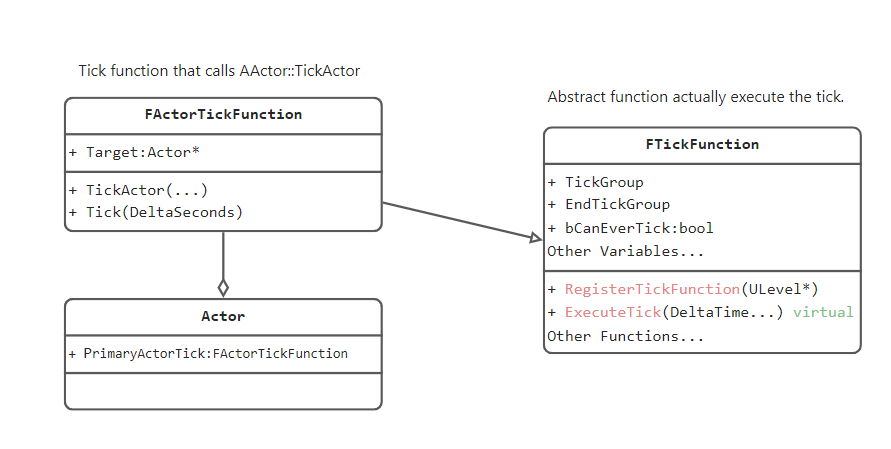 Tick function that calls AActor::TickActor
FActorTickFunction
+ Target:Actor*
+ TickActor(...)
+ Tick(DeltaSeconds)
Actor
+ PrimaryActorTick:FActorTickFunction
Abstract function actually execute the tick.
FTickFunction
+ TickGroup
+ EndTickGroup
+ bCanEverTick:bool
Other Variables...
+ RegisterTickFunction(ULevel*)
+ ExecuteTick(DeltaTime...) virtual
Other Functions...